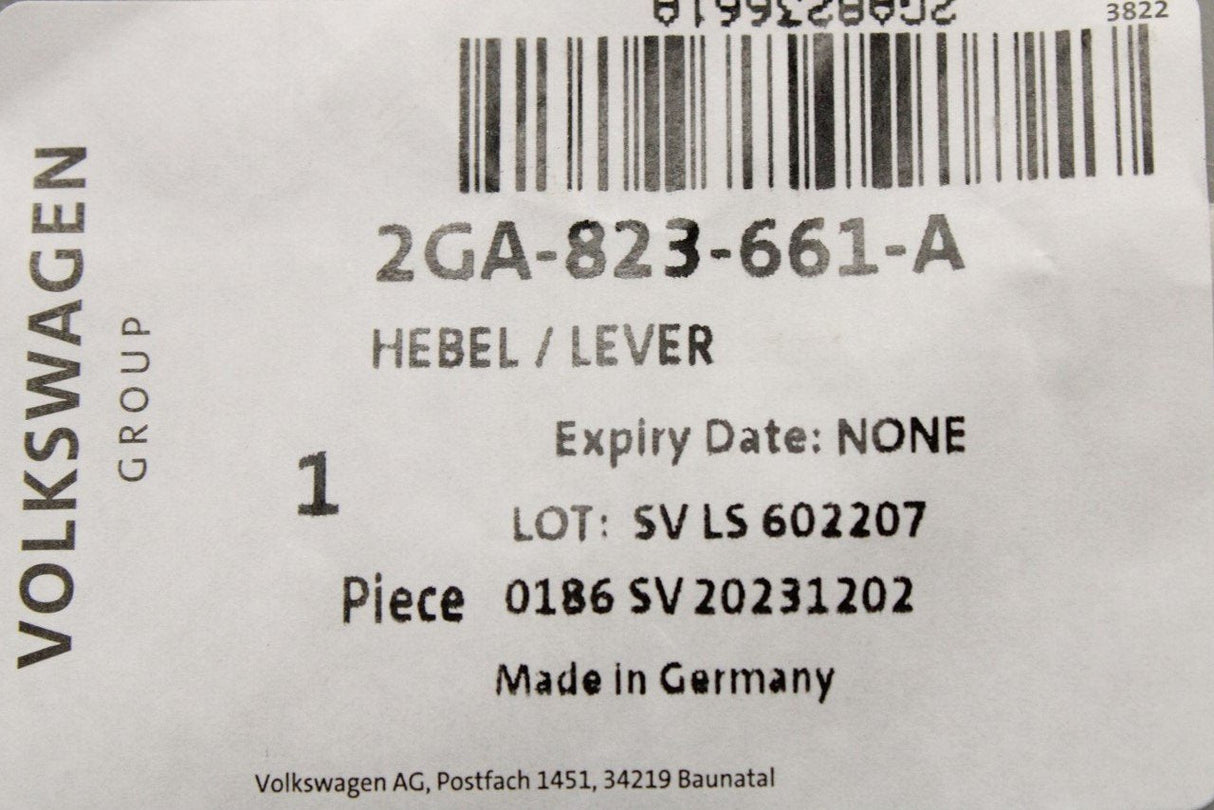 2GA823661A
3822
2GA-823-661-A
HEBEL / LEVER
Expiry Date: NONE
1
LOT: SV LS 602207
Piece 0186 SV 20231202
Made in Germany
Volkswagen AG, Postfach 1451, 34219 Baunatal
VOLKSWAGEN
GROUP